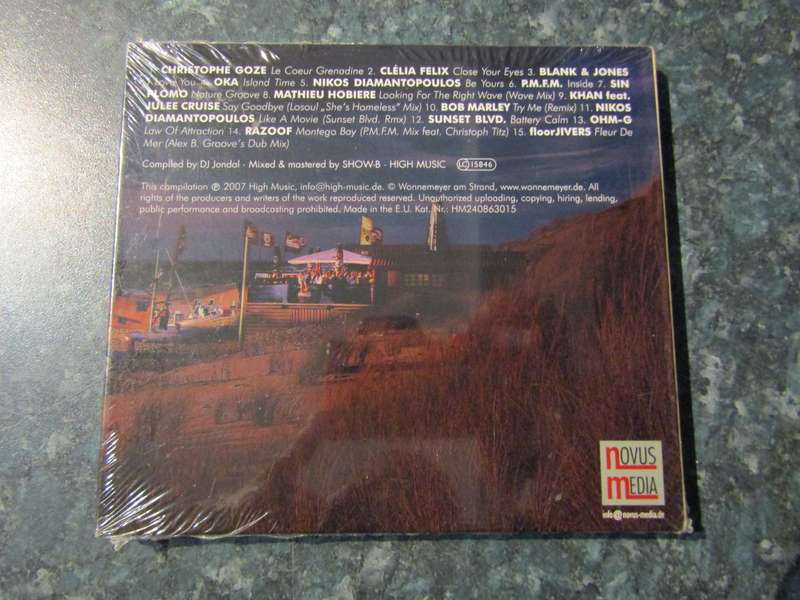 1. CHRISTOPHE GOZE Le Coeur Grenadine 2. CLÉLIA FELIX Close Your Eyes 3. BLANK & JONES
I Love You 4. OKA Island Time 5. NIKOS DIAMANTOPOULOS Be Yours 6. P.M.F.M. Inside 7. SIN
PLOMO Nature Groove 8. MATHIEU HOBIERE Looking For The Right Wave (Wave Mix) 9. KHAN feat.
JULEE CRUISE Say Goodbye (Losoul „She's Homeless" Mix) 10. BOB MARLEY Try Me (Remix) 11. NIKOS
DIAMANTOPOULOS Like A Movie (Sunset Blvd. Rmx) 12. SUNSET BLVD. Battery Calm 13. OHM-G
Law Of Attraction 14. RAZOOF Montego Bay (P.M.F.M. Mix feat. Christoph Titz) 15. floorJIVERS Fleur De
Mer (Alex B. Groove's Dub Mix)
Compiled by DJ Jondal - Mixed & mastered by SHOW-B - HIGH MUSIC LC 15846
This compilation ℗ 2007 High Music, info@high-music.de. © Wonnemeyer am Strand, www.wonnemeyer.de. All
rights of the producers and writers of the work reproduced reserved. Unauthorized uploading, copying, hiring, lending,
public performance and broadcasting prohibited. Made in the E.U. Kat. Nr.: HM240863015
NOVUS
MEDIA
info@novus-media.de